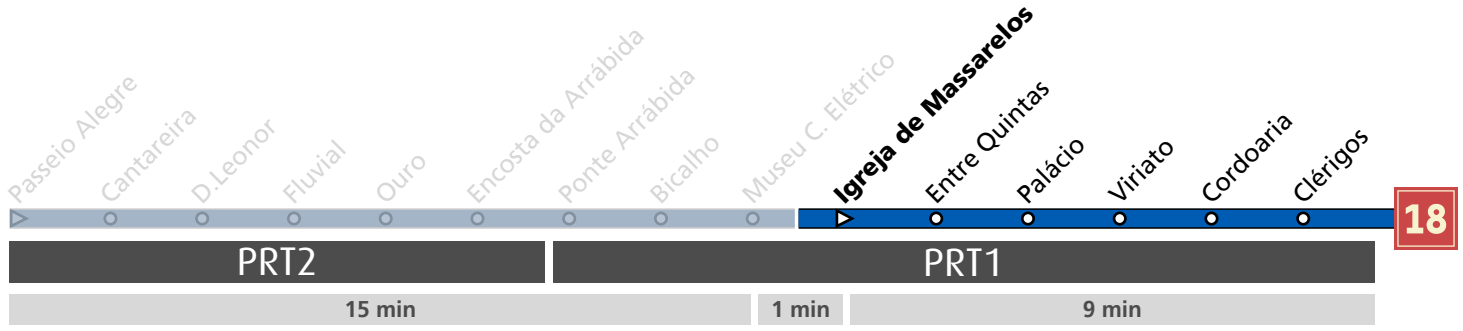 Passeio Alegre
Cantareira
D.Leonor
Fluvial
Ouro
Encosta da Arrábida
Ponte Arrábida
Bicalho
Museu C. Elétrico
Igreja de Massarelos
Entre Quintas
Palácio
Viriato
Cordoaria
Clérigos
18
PRT2
PRT1
15 min
1 min
9 min